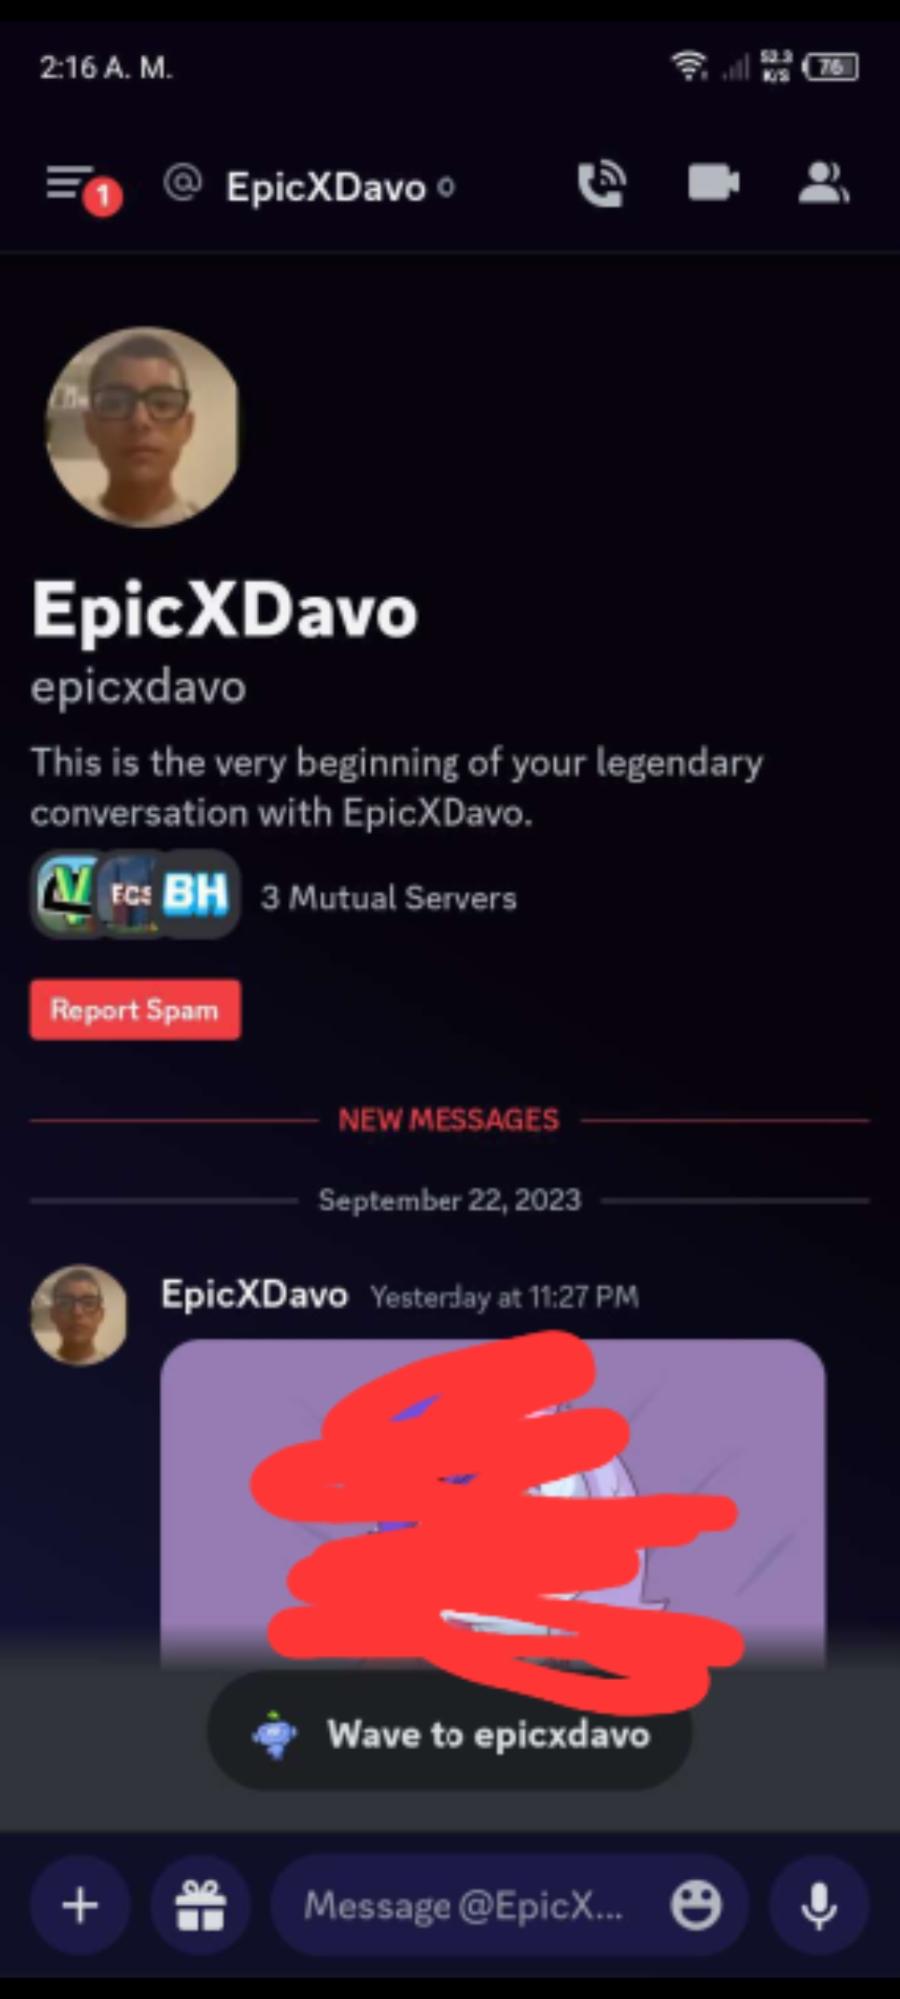 2:16 A. M.
52.3
K/S
76
1
EpicXDavo
EpicXDavo
epicxdavo
This is the very beginning of your legendary
conversation with EpicXDavo.
BH
3 Mutual Servers
Report Spam
NEW MESSAGES
September 22, 2023
EpicXDavo Yesterday at 11:27 PM
Wave to epicxdavo
Message @EpicX...